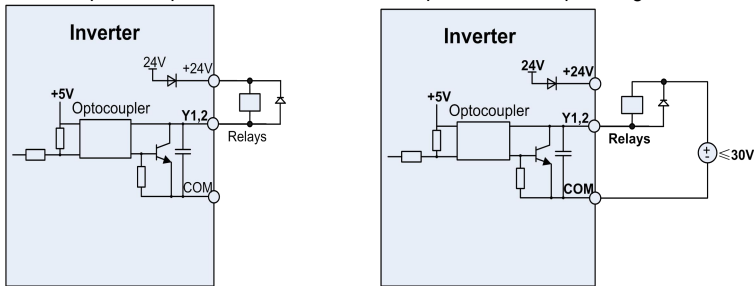 Inverter
24V
+24V
+5V
Optocoupler
Y1,2
Relays
COM
Inverter
24V
+24V
+5V
Optocoupler
Y1,2
Relays
COM
+
-
≤30V